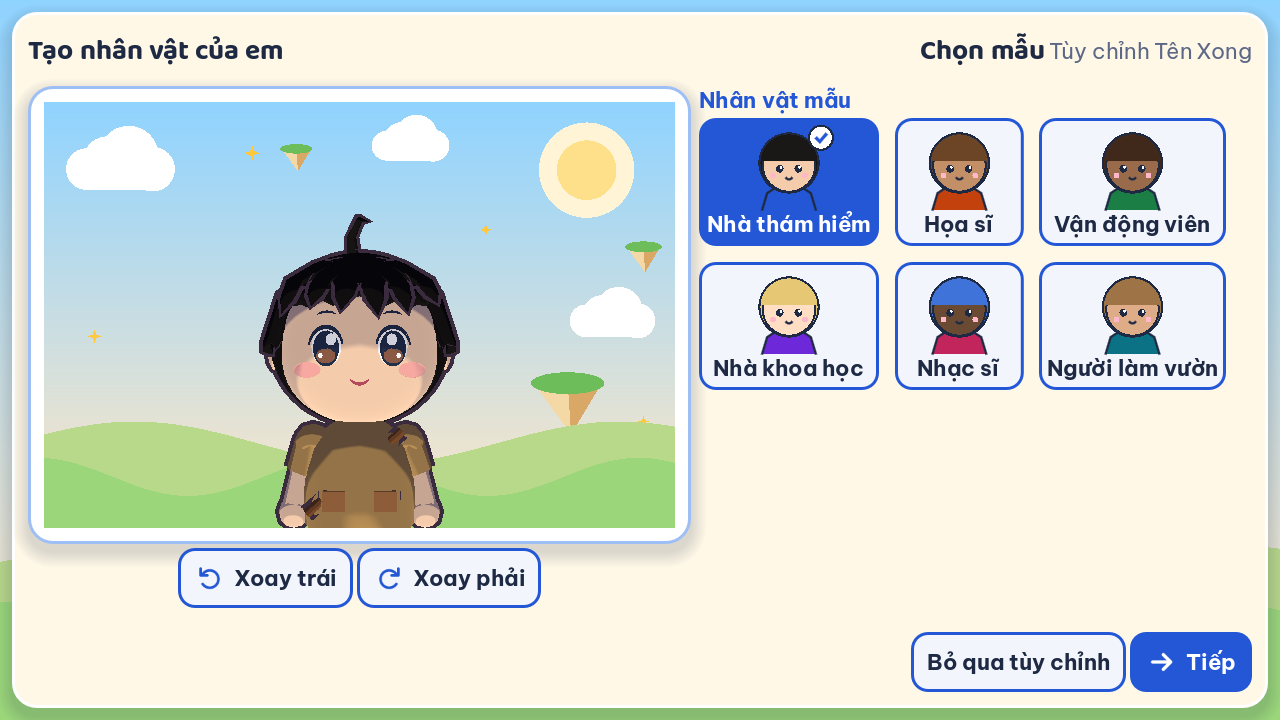 Tạo nhân vật của em
Chọn mẫu Tùy chỉnh Tên Xong
Nhân vật mẫu
Nhà thám hiểm
Họa sĩ
Vận động viên
Nhà khoa học
Nhạc sĩ
Người làm vườn
Xoay trái
Xoay phải
Bỏ qua tùy chỉnh
Tiếp